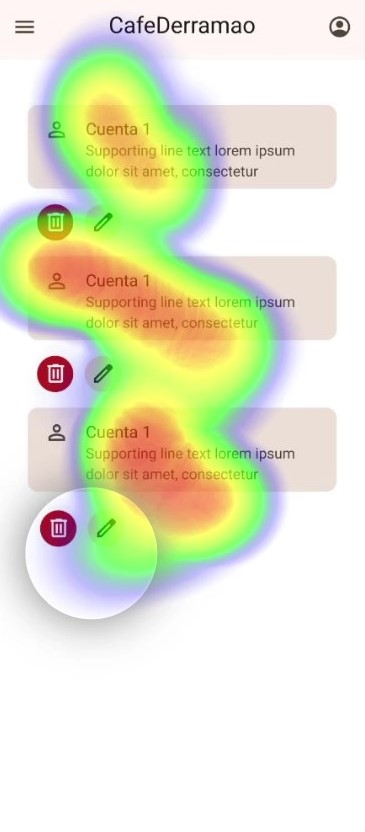 CafeDerramao
Cuenta 1
Supporting line text lorem ipsum
dolor sit amet, consectetur
Cuenta 1
Supporting line text lorem ipsum
dolor sit amet, consectetur
Cuenta 1
Supporting line text lorem ipsum
dolor sit amet, consectetur